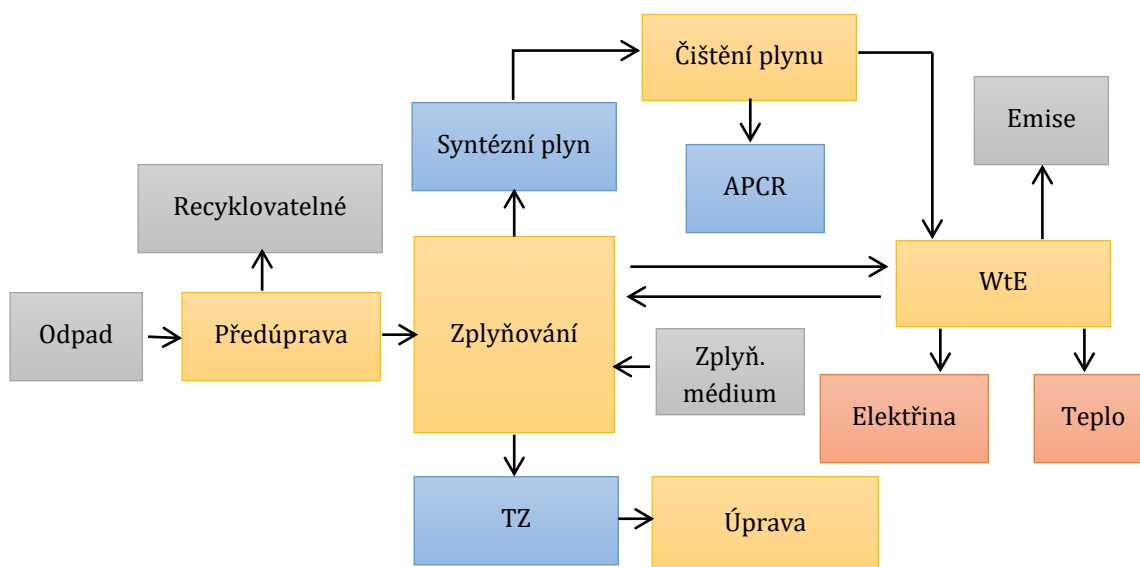 Čištění plynu
Emise
Syntézní plyn
APCR
Recyklovatelné
WtE
Odpad
Předúprava
Zplyňování
Zplyň.
médium
Elektřina
Teplo
TZ
Úprava